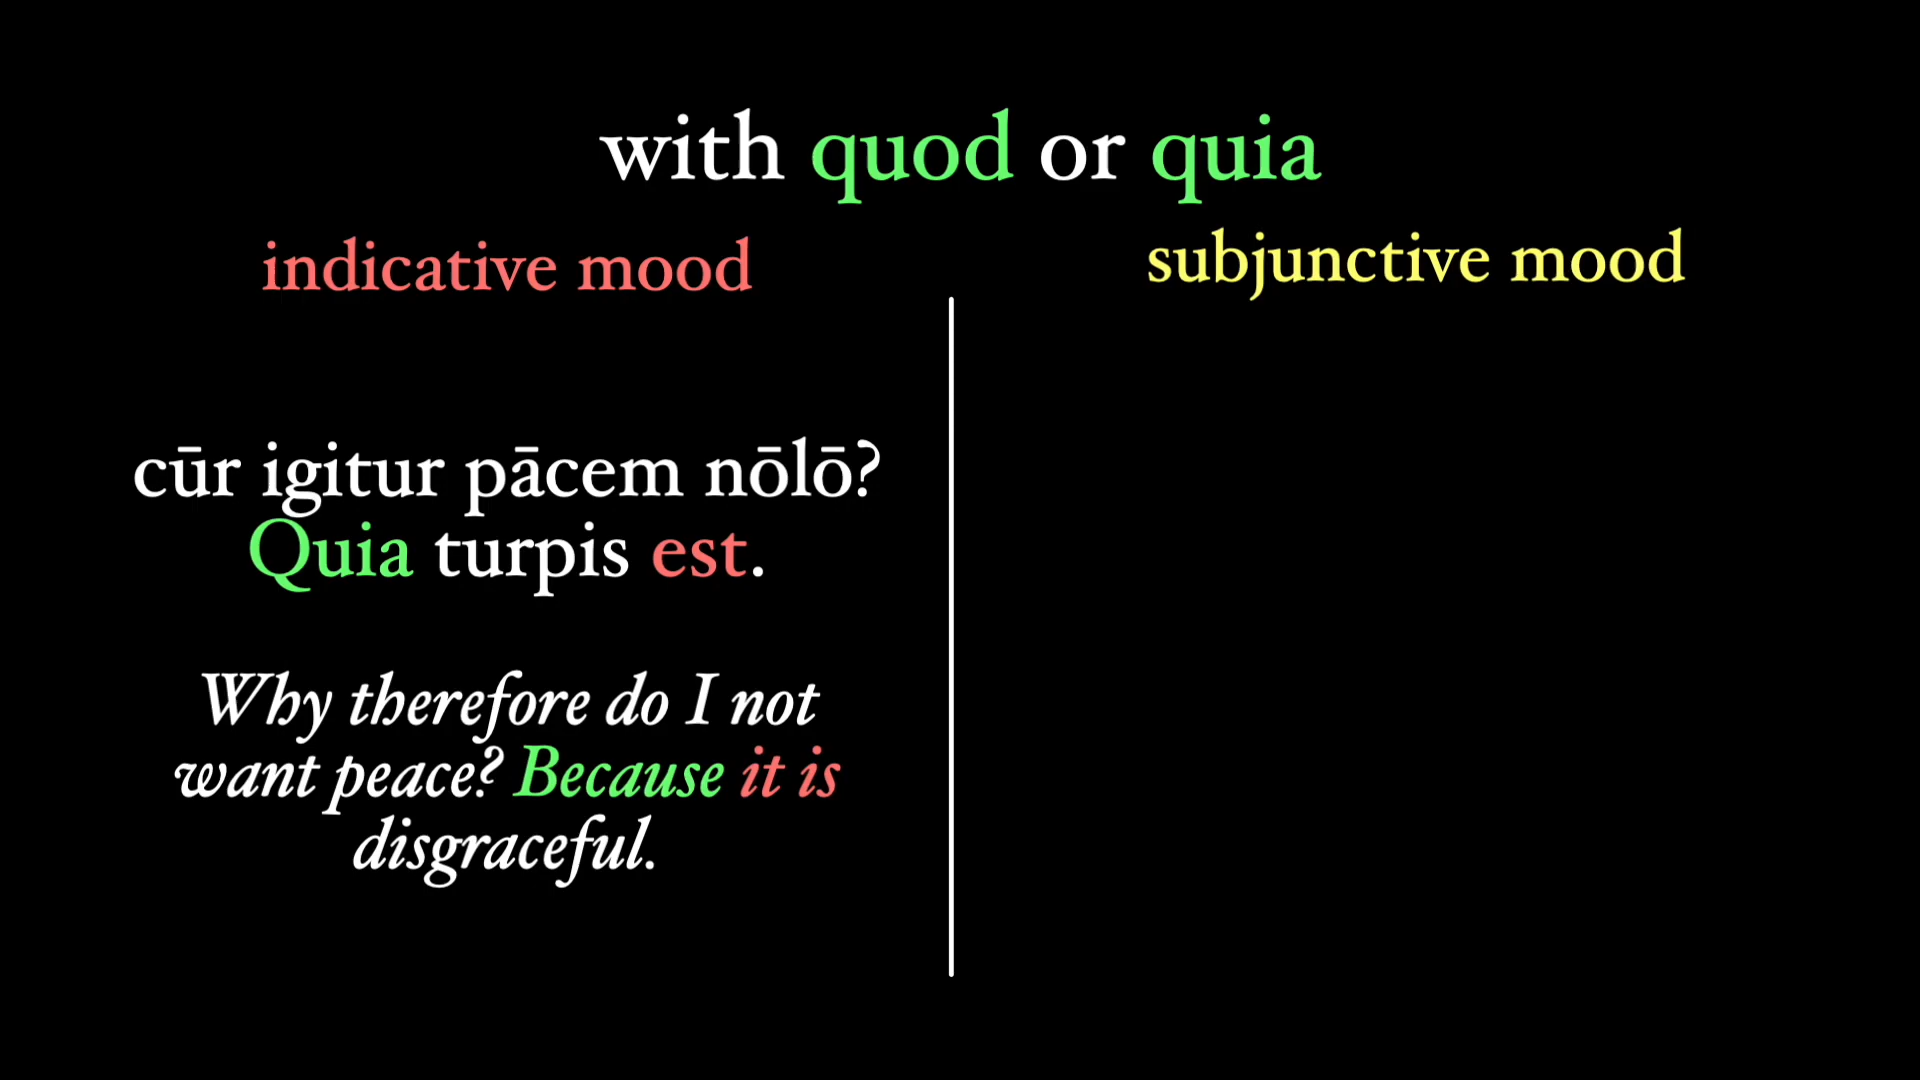 with quod or quia
indicative mood
subjunctive mood
cūr igitur pācem nōlō?
Quia turpis est.
Why therefore do I not
want peace? Because it is
disgraceful.